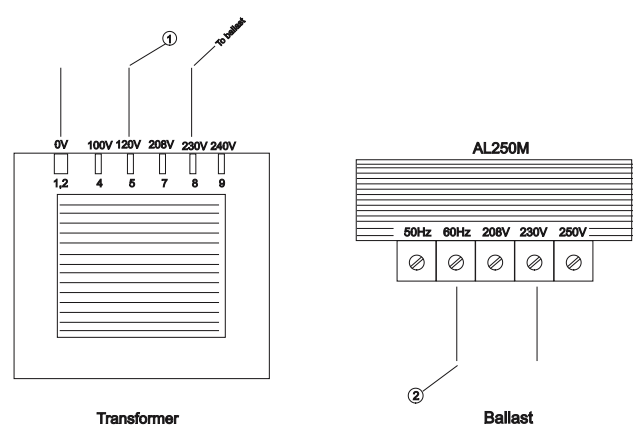 1
To ballast
0V 100V 120V 208V 230V 240V
1,2 4 5 7 8 9
Transformer
AL250M
50Hz 60Hz 208V 230V 250V
2
Ballast